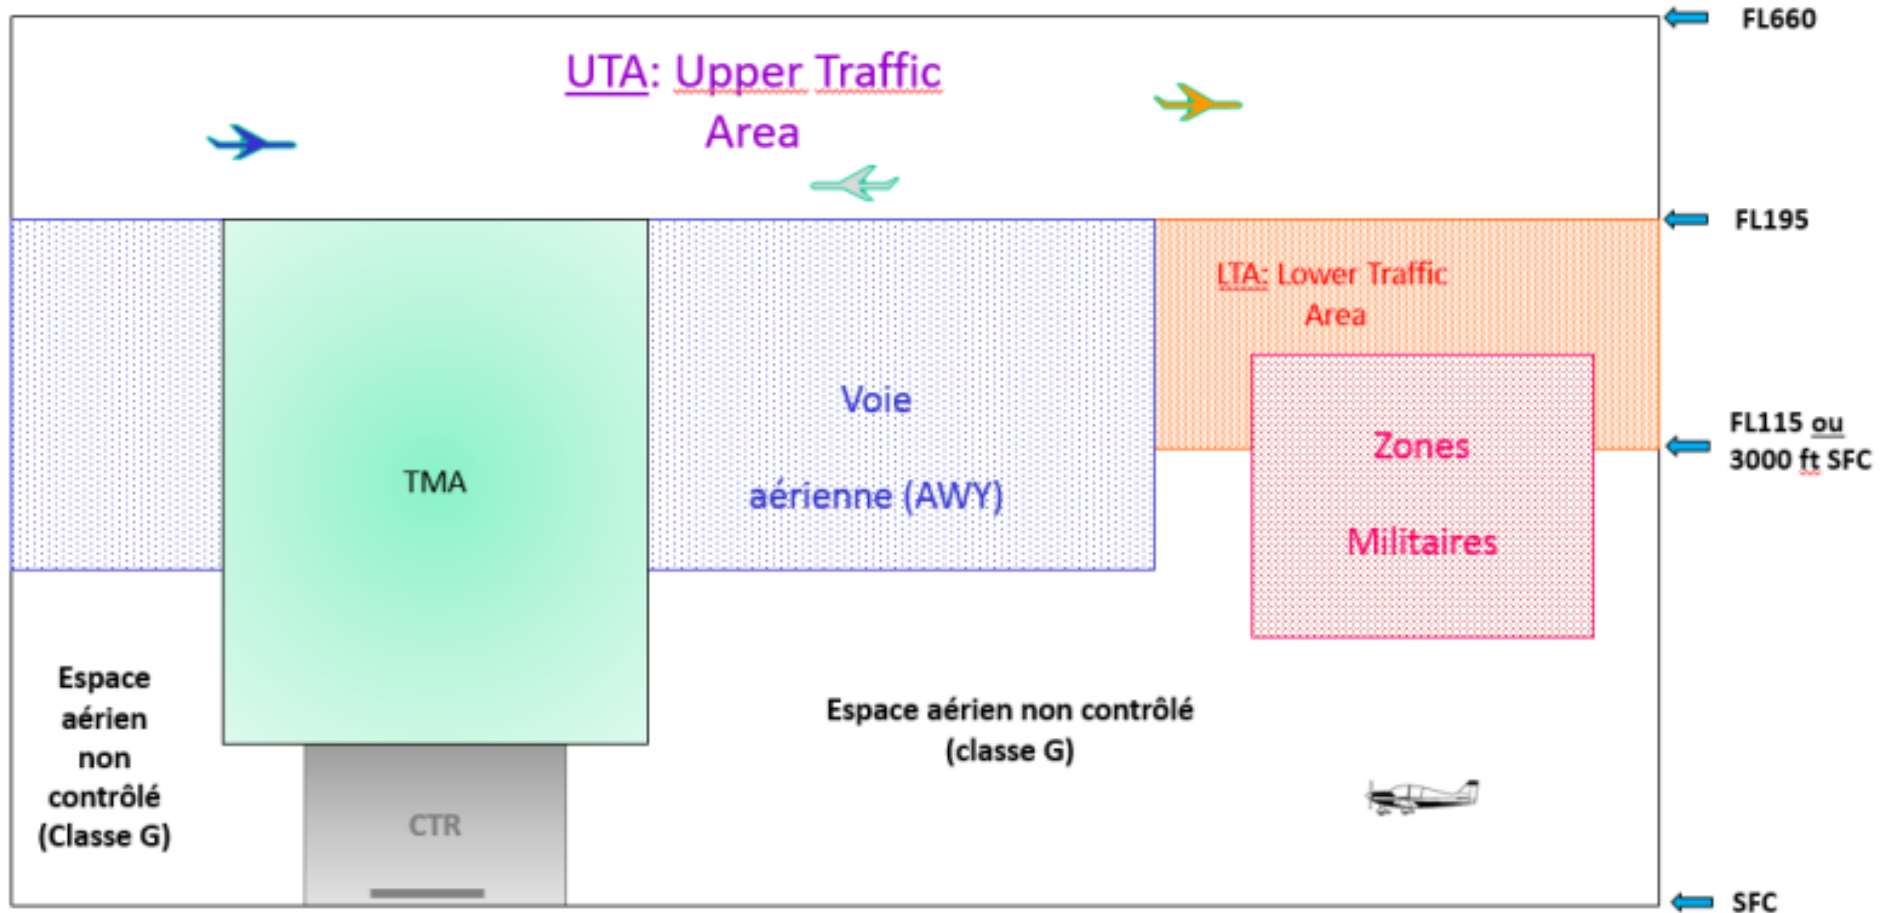 FL660
UTA: Upper Traffic
Area
FL195
LTA: Lower Traffic
Area
Voie
aérienne (AWY)
TMA
Zones
Militaires
FL115 ou
3000 ft SFC
Espace
aérien
non
contrôlé
(Classe G)
Espace aérien non contrôlé
(classe G)
CTR
SFC